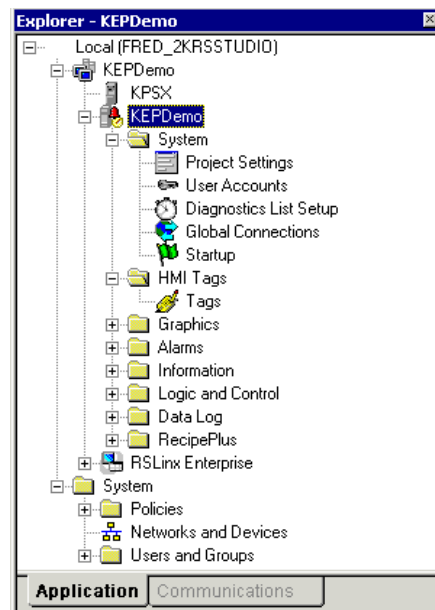 Explorer - KEPDemo
Local (FRED_2KRSSTUDIO)
KEPDemo
KPSX
KEPDemo
System
Project Settings
User Accounts
Diagnostics List Setup
Global Connections
Startup
HMI Tags
Tags
Graphics
Alarms
Information
Logic and Control
Data Log
RecipePlus
RSLinx Enterprise
System
Policies
Networks and Devices
Users and Groups
Application Communications